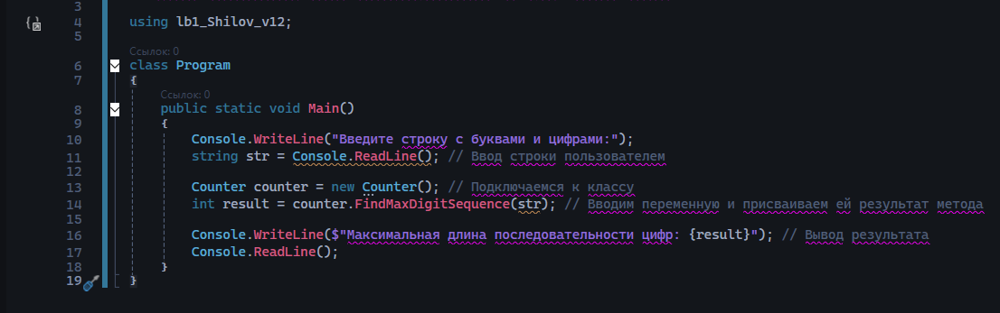 3
4 using lb1_Shilov_v12;
5
Ссылок: 0
6 class Program
7 {
Ссылок: 0
8 public static void Main()
9 {
10 Console.WriteLine("Введите строку с буквами и цифрами:");
11 string str = Console.ReadLine(); // Ввод строки пользователем
12
13 Counter counter = new Counter(); // Подключаемся к классу
14 int result = counter.FindMaxDigitSequence(str); // Вводим переменную и присваиваем ей результат метода
15
16 Console.WriteLine($"Максимальная длина последовательности цифр: {result}"); // Вывод результата
17 Console.ReadLine();
18 }
19 }